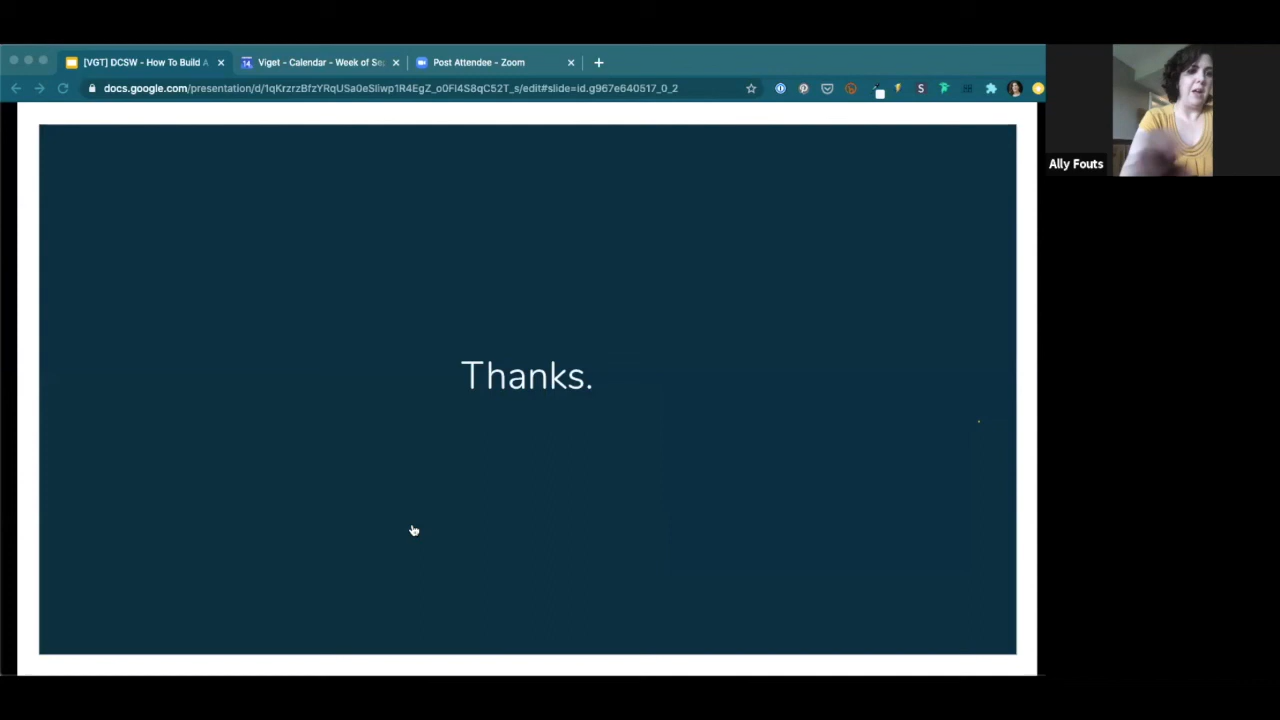 [VGT] DCSW - How To Build A
Viget - Calendar - Week of Se
Post Attendee - Zoom
docs.google.com/presentation/d/1qKrzrzBfzYRqUSa0eSliwp1R4EgZ_o0Fl4S8qC52T_s/edit#slide=id.g967e640517_0_2
Ally Fouts
Thanks.